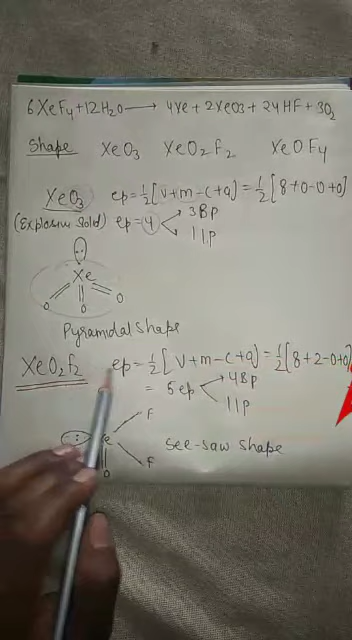 6XeF4+12H2O → 4Xe + 2XeO3 + 24HF + 3O2
Shape XeO3 XeO2F2 XeOF4
XeO3 ep=½[V+m-c+a] = ½[8+0-0+0]
(Explosive Solid) ep=4 3BP
1LP
Xe
O O O
Pyramidal Shape
XeO2F2 ep=½[V+m-c+a]=½[8+2-0+0]
= 5ep 4BP
1LP
F
Xe See-saw shape
F
O